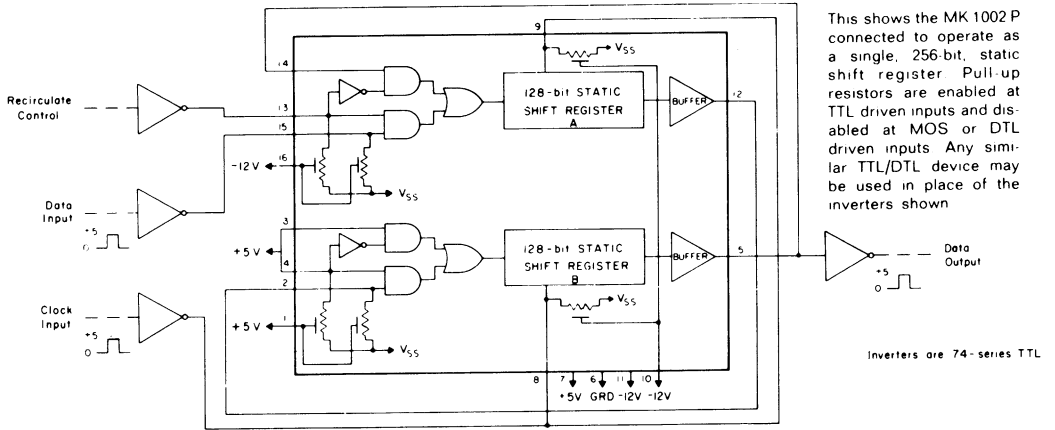 This shows the MK 1002 P
connected to operate as
a single, 256-bit, static
shift register Pull-up
resistors are enabled at
TTL driven inputs and dis-
abled at MOS or DTL
driven inputs Any simi-
lar TTL/DTL device may
be used in place of the
inverters shown
9
VSS
14
Recirculate
Control
13
128-bit STATIC
SHIFT REGISTER
A
BUFFER
12
15
16
-12V
VSS
Data
Input
+5
0
3
+5V
4
128-bit STATIC
SHIFT REGISTER
B
BUFFER
5
Data
Output
+5
0
2
Clock
Input
+5
0
1
+5V
VSS
VSS
Inverters are 74-series TTL
8
7
6
11
10
+5V
GRD
-12V
-12V